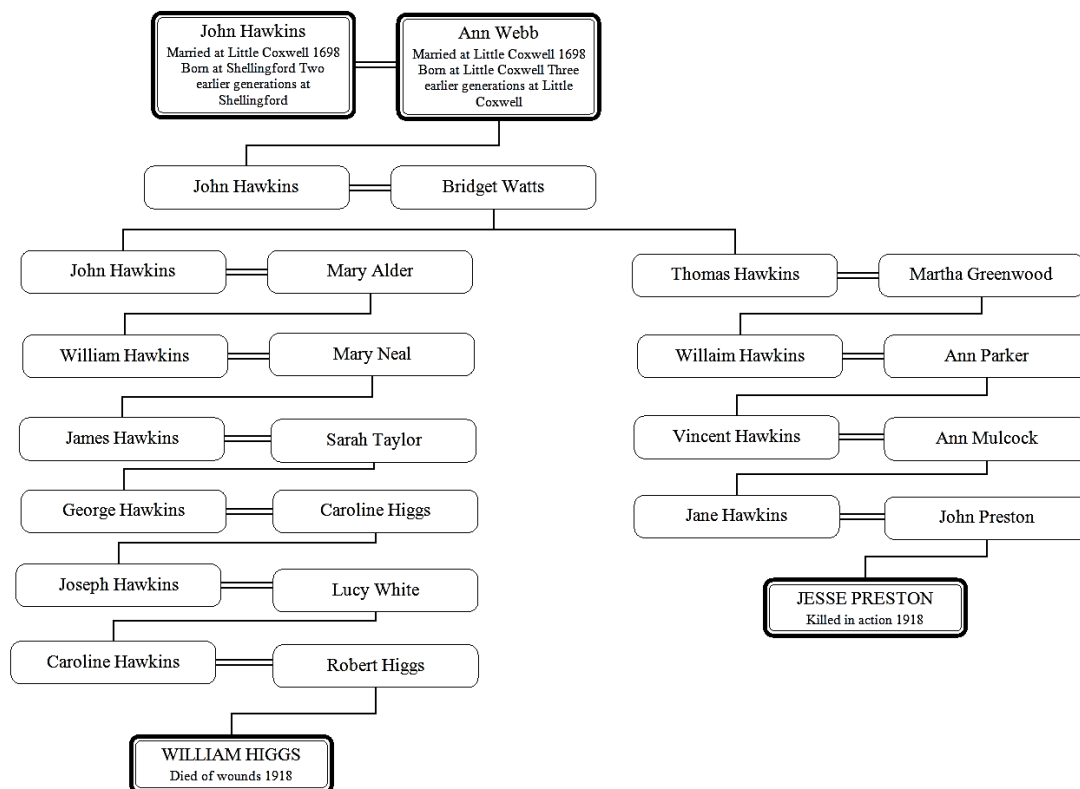 John Hawkins
Married at Little Coxwell 1698
Born at Shellingford Two
earlier generations at
Shellingford
Ann Webb
Married at Little Coxwell 1698
Born at Little Coxwell Three
earlier generations at Little
Coxwell
John Hawkins
Bridget Watts
John Hawkins
Mary Alder
Thomas Hawkins
Martha Greenwood
William Hawkins
Mary Neal
Willaim Hawkins
Ann Parker
James Hawkins
Sarah Taylor
Vincent Hawkins
Ann Mulcock
George Hawkins
Caroline Higgs
Jane Hawkins
John Preston
Joseph Hawkins
Lucy White
JESSE PRESTON
Killed in action 1918
Caroline Hawkins
Robert Higgs
WILLIAM HIGGS
Died of wounds 1918